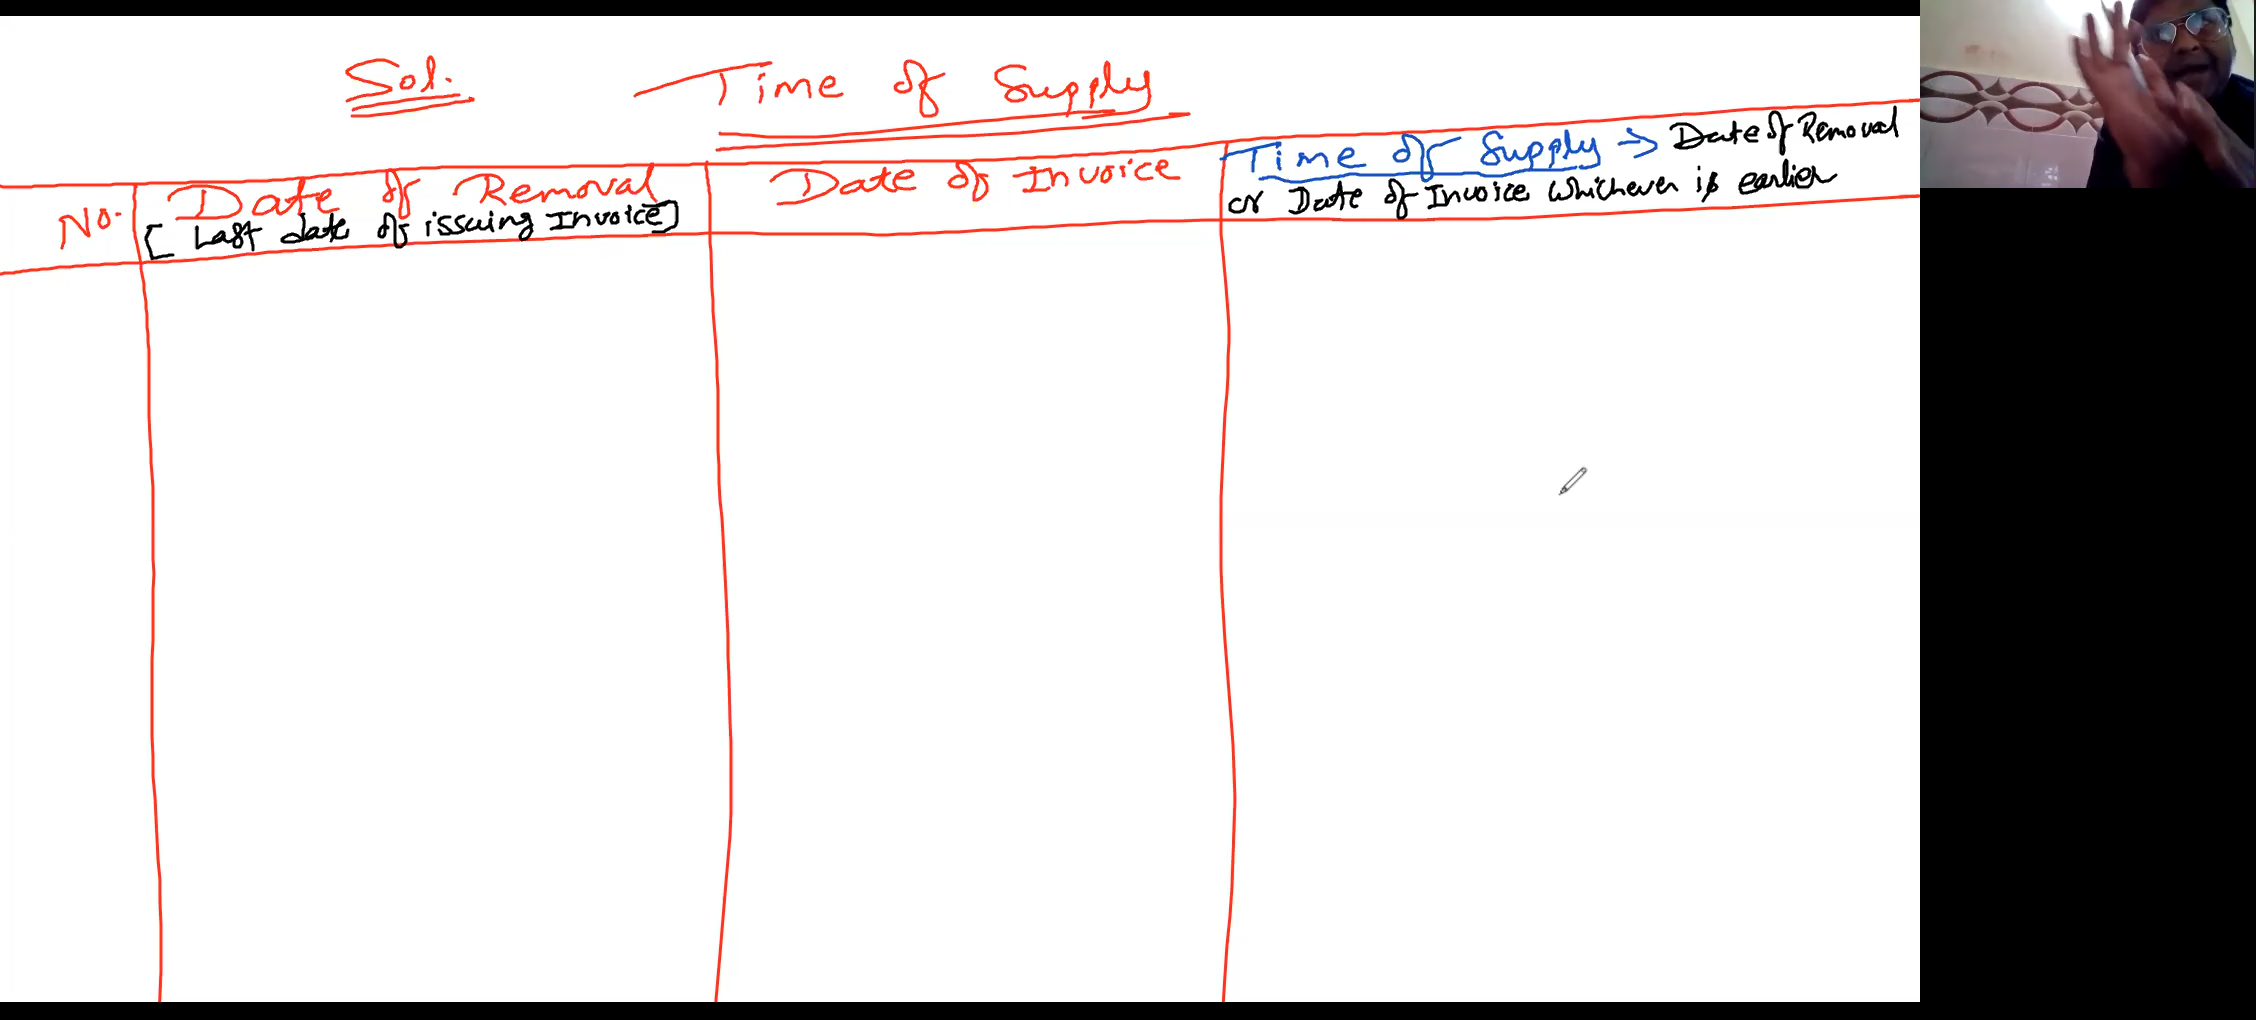 Sol. Time of Supply
No.
Date of Removal
[Last date of issuing Invoice]
Date of Invoice
Time of Supply → Date of Removal
or Date of Invoice whichever is earlier